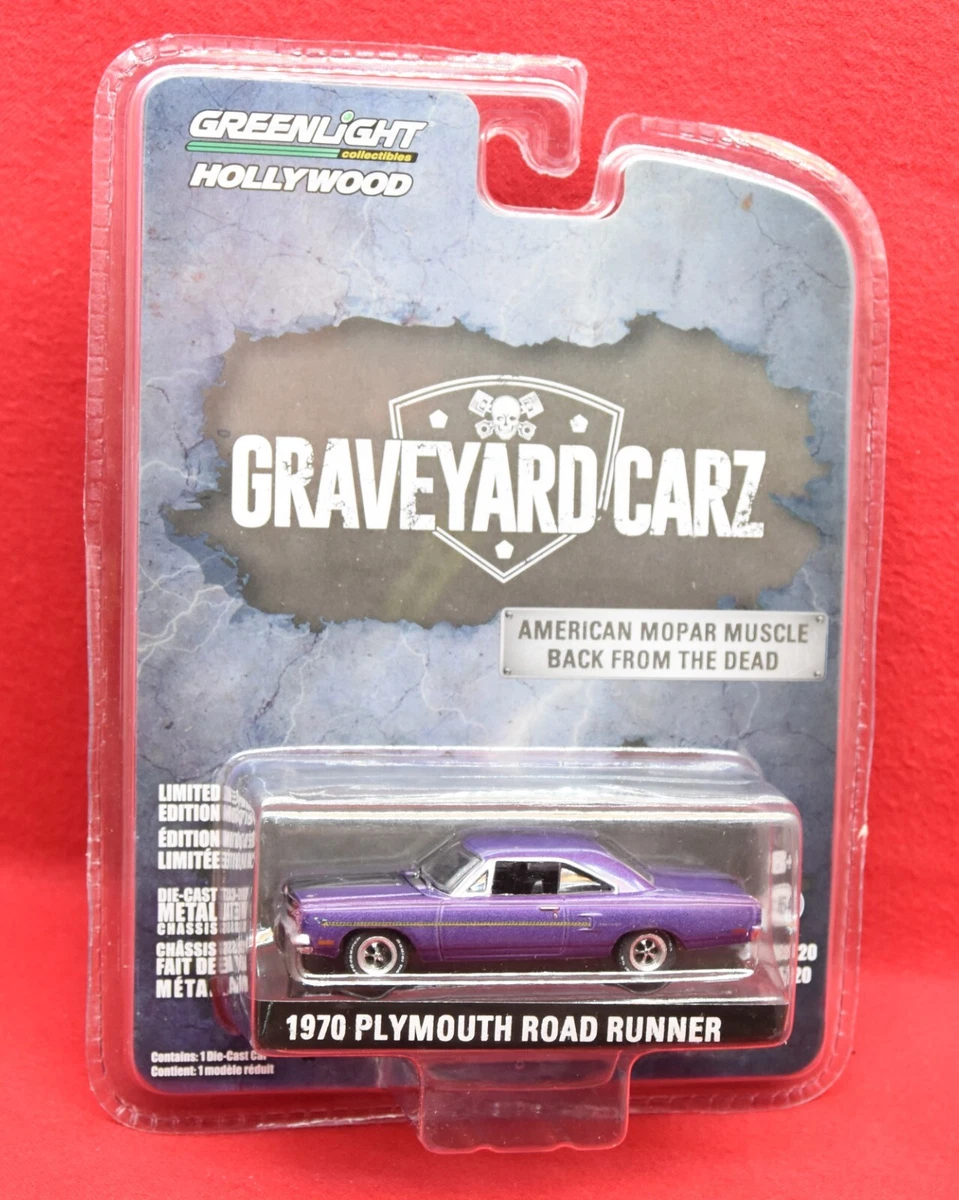 GREENLiGHT
collectibles
HOLLYWOOD
GRAVEYARD CARZ
AMERICAN MOPAR MUSCLE
BACK FROM THE DEAD
LIMITED
EDITION
ÉDITION
LIMITÉE
DIE-CAST
METAL
CHASSIS
CHÂSSIS
FAIT DE
MÉTAL
1970 PLYMOUTH ROAD RUNNER
Contains: 1 Die-Cast Car
Contient: 1 modèle réduit